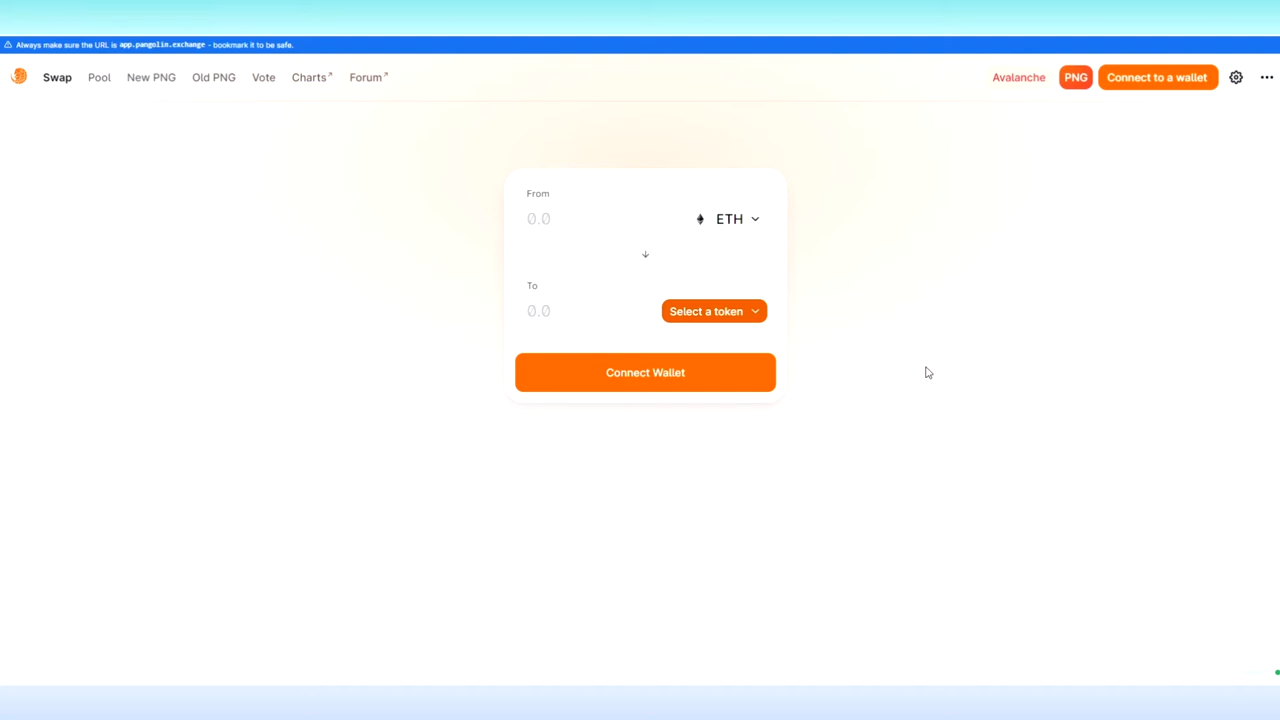 Always make sure the URL is app.pangolin.exchange - bookmark it to be safe.
Swap Pool New PNG Old PNG Vote Charts↗ Forum↗ Avalanche PNG Connect to a wallet
From
0.0 ETH
To
0.0 Select a token
Connect Wallet